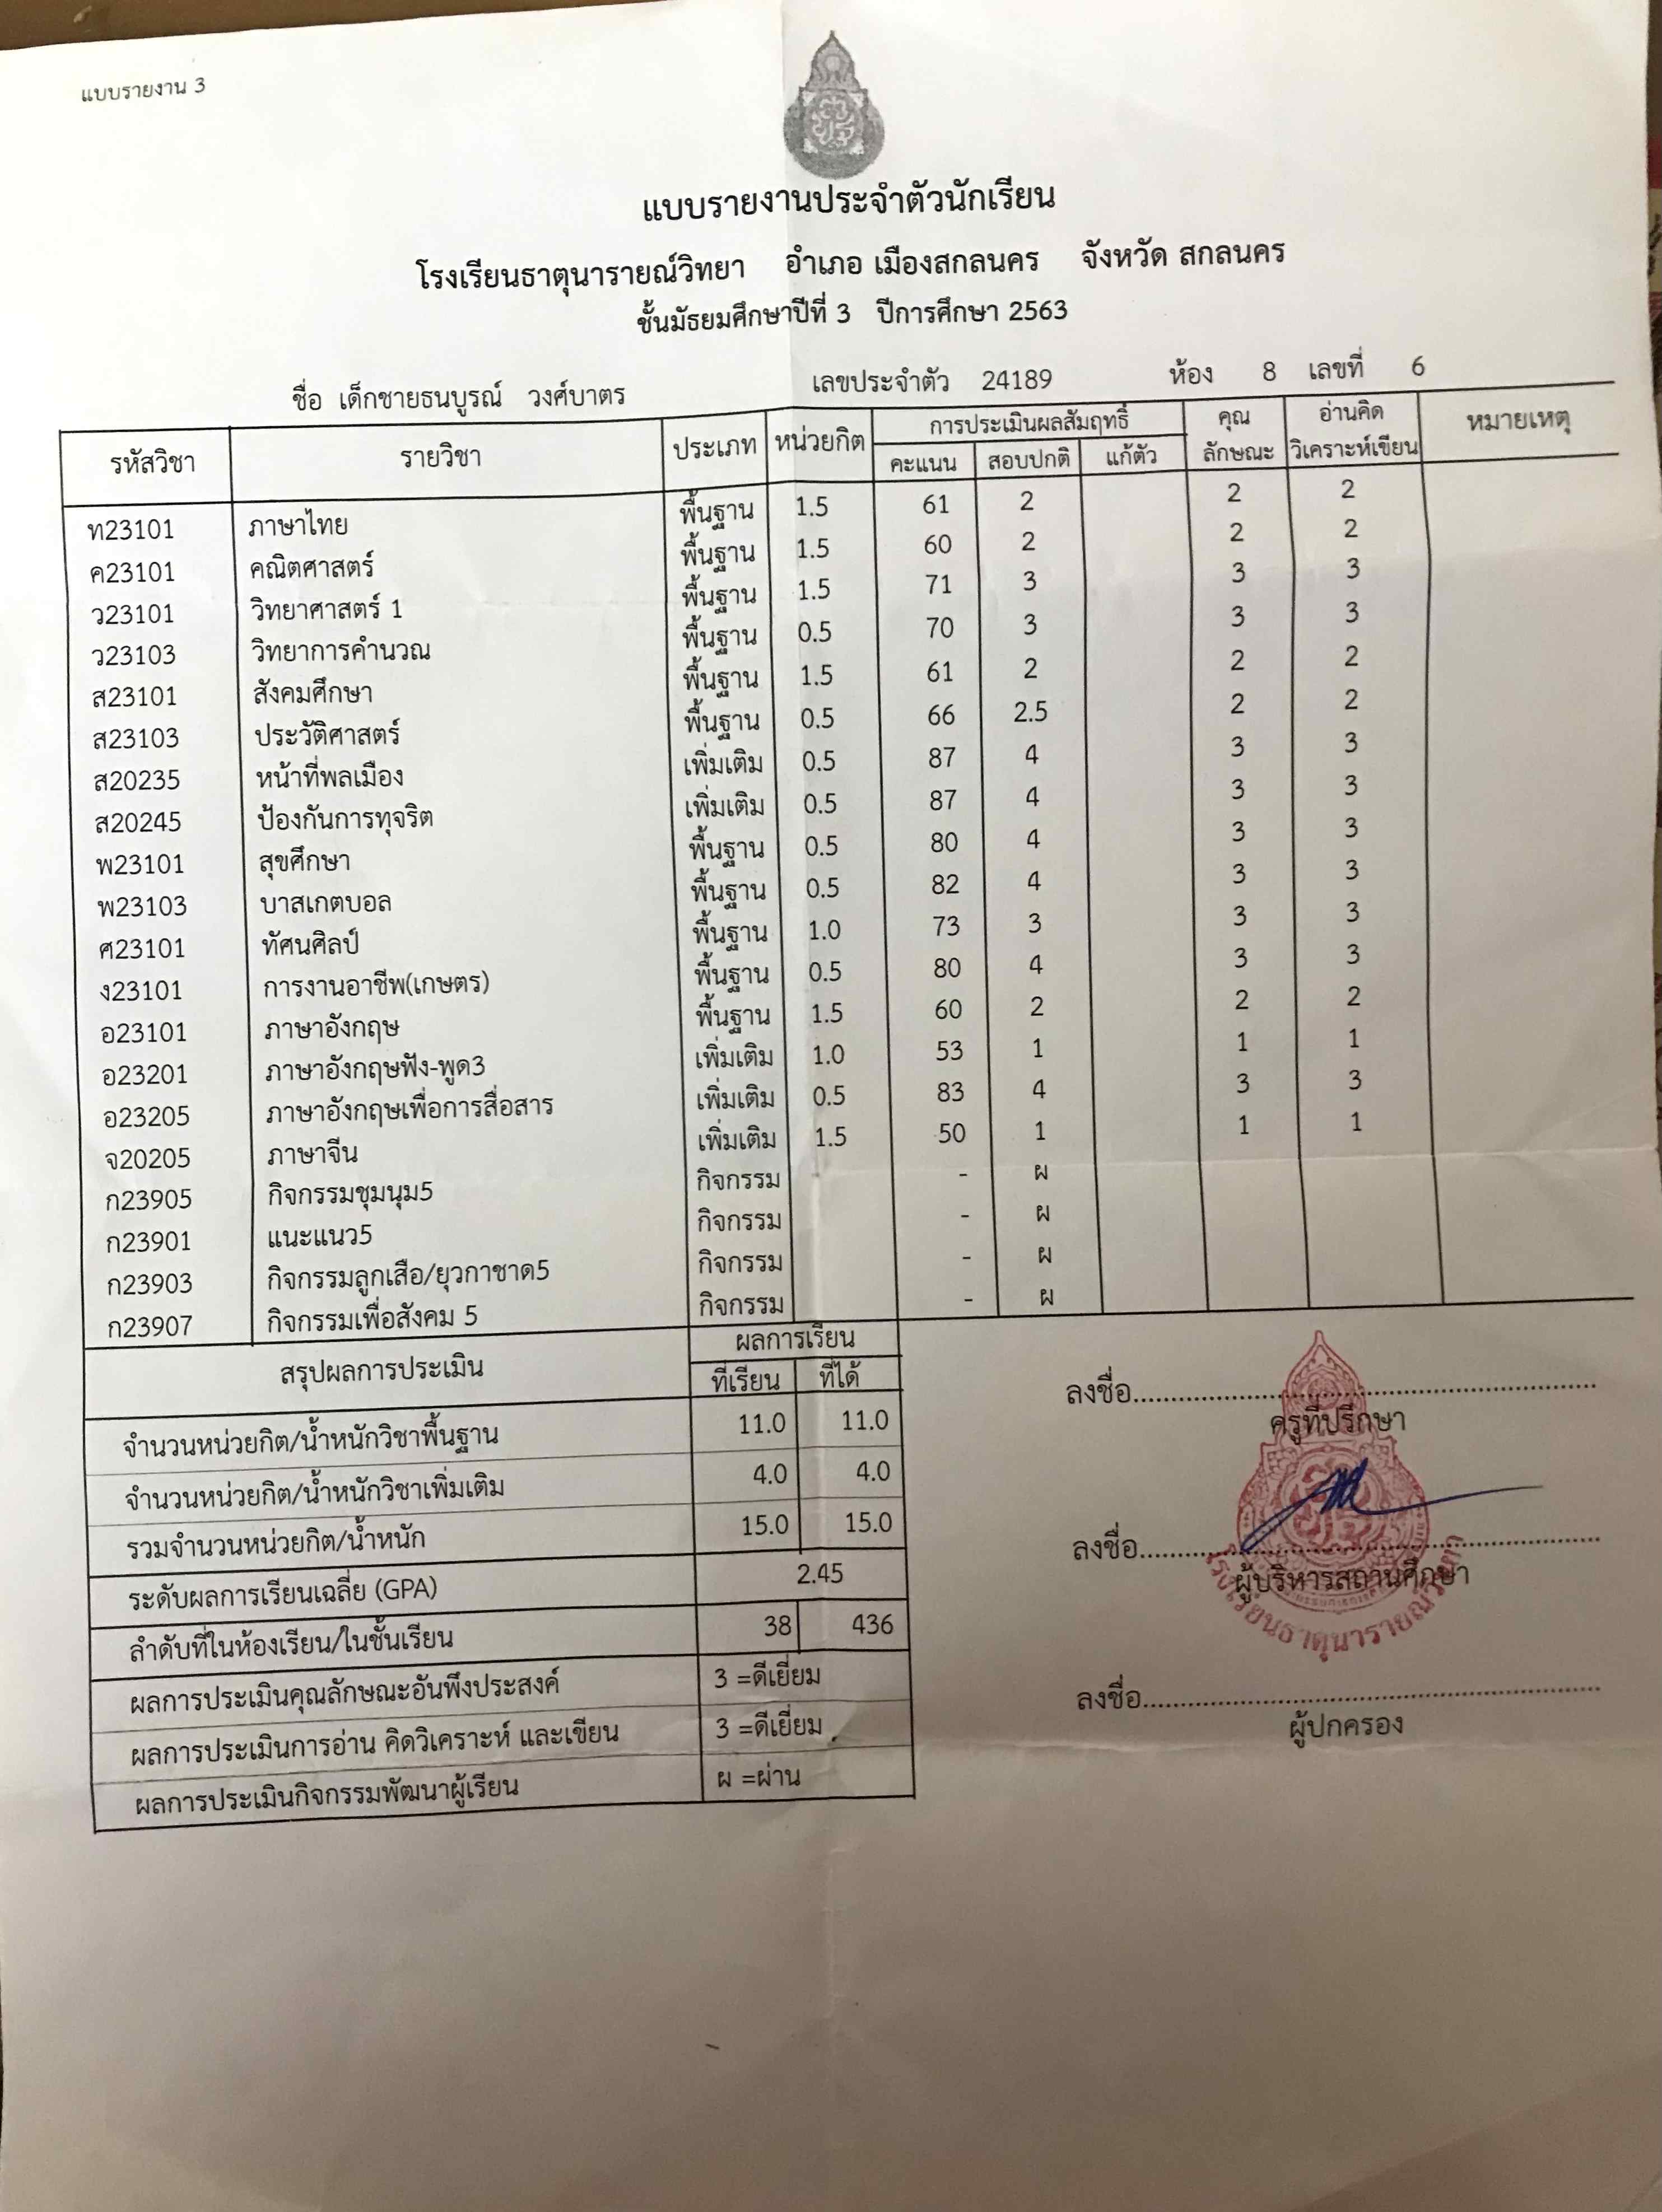 แบบรายงาน 3
แบบรายงานประจำตัวนักเรียน
โรงเรียนธาตุนารายณ์วิทยา อำเภอ เมืองสกลนคร จังหวัด สกลนคร
ชั้นมัธยมศึกษาปีที่ 3 ปีการศึกษา 2563
ชื่อ เด็กชายธนบูรณ์ วงศ์บาตร เลขประจำตัว 24189 ห้อง 8 เลขที่ 6
รหัสวิชา รายวิชา ประเภท หน่วยกิต การประเมินผลสัมฤทธิ์ คุณลักษณะ อ่านคิดวิเคราะห์เขียน หมายเหตุ
คะแนน สอบปกติ แก้ตัว
ท23101 ภาษาไทย พื้นฐาน 1.5 61 2 2 2
ค23101 คณิตศาสตร์ พื้นฐาน 1.5 60 2 2 2
ว23101 วิทยาศาสตร์ 1 พื้นฐาน 1.5 71 3 3 3
ว23103 วิทยาการคำนวณ พื้นฐาน 0.5 70 3 3 3
ส23101 สังคมศึกษา พื้นฐาน 1.5 61 2 2 2
ส23103 ประวัติศาสตร์ พื้นฐาน 0.5 66 2.5 2 2
ส20235 หน้าที่พลเมือง เพิ่มเติม 0.5 87 4 3 3
ส20245 ป้องกันการทุจริต เพิ่มเติม 0.5 87 4 3 3
พ23101 สุขศึกษา พื้นฐาน 0.5 80 4 3 3
พ23103 บาสเกตบอล พื้นฐาน 0.5 82 4 3 3
ศ23101 ทัศนศิลป์ พื้นฐาน 1.0 73 3 3 3
ง23101 การงานอาชีพ(เกษตร) พื้นฐาน 0.5 80 4 3 3
อ23101 ภาษาอังกฤษ พื้นฐาน 1.5 60 2 2 2
อ23201 ภาษาอังกฤษฟัง-พูด3 เพิ่มเติม 1.0 53 1 1 1
อ23205 ภาษาอังกฤษเพื่อการสื่อสาร เพิ่มเติม 0.5 83 4 3 3
จ20205 ภาษาจีน เพิ่มเติม 1.5 50 1 1 1
ก23905 กิจกรรมชุมนุม5 กิจกรรม - ผ
ก23901 แนะแนว5 กิจกรรม - ผ
ก23903 กิจกรรมลูกเสือ/ยุวกาชาด5 กิจกรรม - ผ
ก23907 กิจกรรมเพื่อสังคม 5 กิจกรรม - ผ
สรุปผลการประเมิน ผลการเรียน
ที่เรียน ที่ได้
จำนวนหน่วยกิต/น้ำหนักวิชาพื้นฐาน 11.0 11.0
จำนวนหน่วยกิต/น้ำหนักวิชาเพิ่มเติม 4.0 4.0
รวมจำนวนหน่วยกิต/น้ำหนัก 15.0 15.0
ระดับผลการเรียนเฉลี่ย (GPA) 2.45
ลำดับที่ในห้องเรียน/ในชั้นเรียน 38 436
ผลการประเมินคุณลักษณะอันพึงประสงค์ 3 =ดีเยี่ยม
ผลการประเมินการอ่าน คิดวิเคราะห์ และเขียน 3 =ดีเยี่ยม
ผลการประเมินกิจกรรมพัฒนาผู้เรียน ผ =ผ่าน
ลงชื่อ........................................
ครูที่ปรึกษา
ลงชื่อ........................................
ผู้บริหารสถานศึกษา
โรงเรียนธาตุนารายณ์วิทยา
ลงชื่อ........................................
ผู้ปกครอง